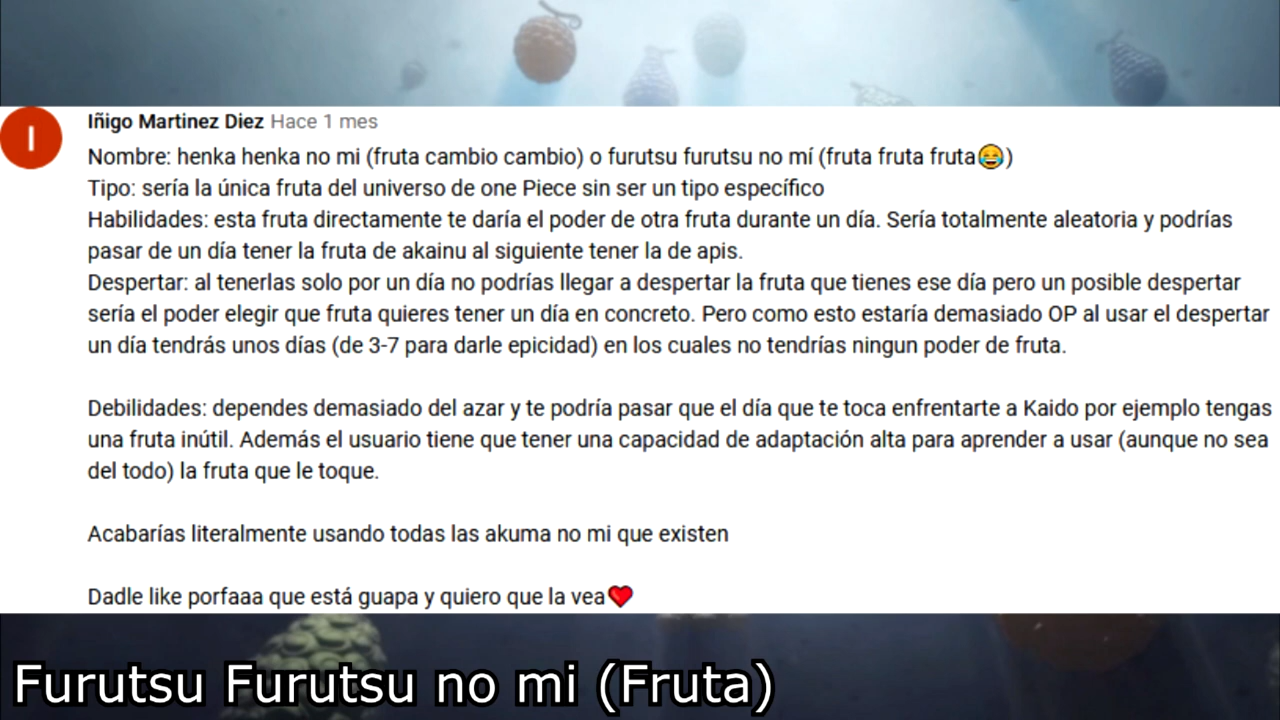 I
Iñigo Martinez Diez Hace 1 mes
Nombre: henka henka no mi (fruta cambio cambio) o furutsu furutsu no mí (fruta fruta fruta😂)
Tipo: sería la única fruta del universo de one Piece sin ser un tipo específico
Habilidades: esta fruta directamente te daría el poder de otra fruta durante un día. Sería totalmente aleatoria y podrías
pasar de un día tener la fruta de akainu al siguiente tener la de apis.
Despertar: al tenerlas solo por un día no podrías llegar a despertar la fruta que tienes ese día pero un posible despertar
sería el poder elegir que fruta quieres tener un día en concreto. Pero como esto estaría demasiado OP al usar el despertar
un día tendrás unos días (de 3-7 para darle epicidad) en los cuales no tendrías ningun poder de fruta.
Debilidades: dependes demasiado del azar y te podría pasar que el día que te toca enfrentarte a Kaido por ejemplo tengas
una fruta inútil. Además el usuario tiene que tener una capacidad de adaptación alta para aprender a usar (aunque no sea
del todo) la fruta que le toque.
Acabarías literalmente usando todas las akuma no mi que existen
Dadle like porfaaa que está guapa y quiero que la vea❤️
Furutsu Furutsu no mi (Fruta)